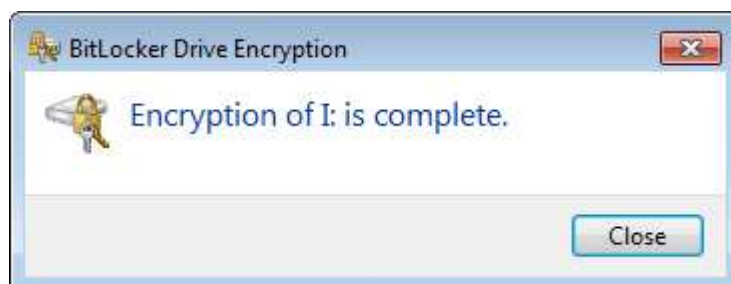 BitLocker Drive Encryption
Encryption of I: is complete.
Close